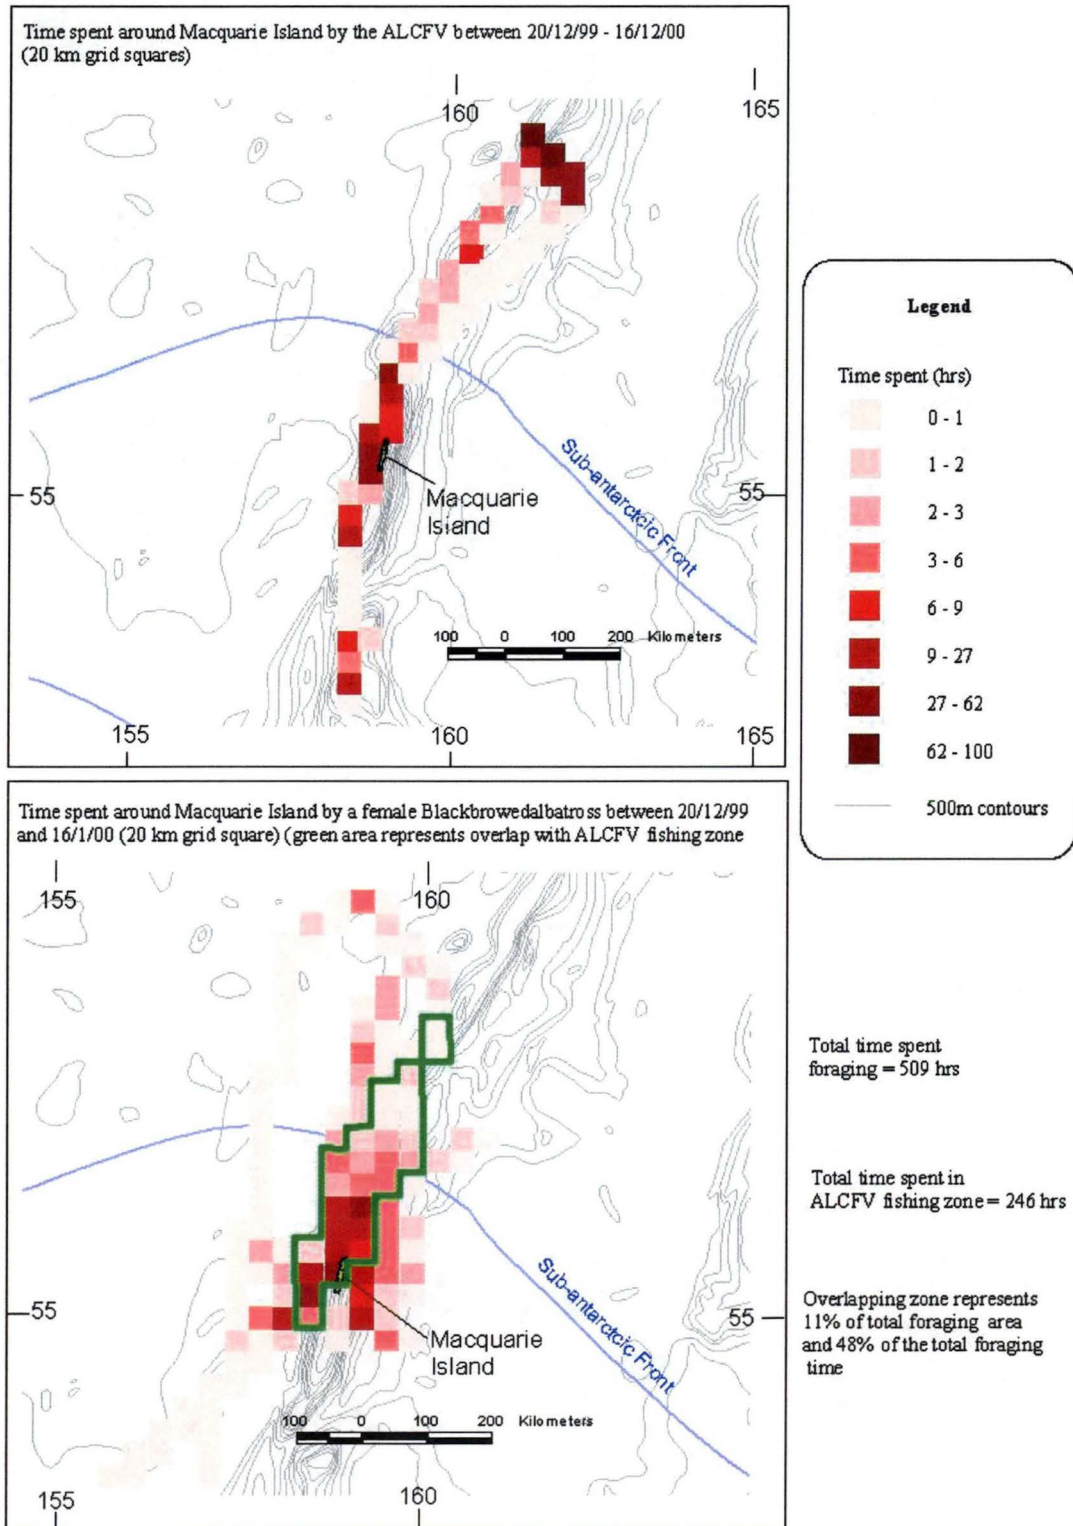 Time spent around Macquarie Island by the ALCFV between 20/12/99 - 16/12/00
(20 km grid squares)
160
165
55
55
Macquarie
Island
Sub-antarctcic Front
100 0 100 200 Kilometers
155
160
165
Legend
Time spent (hrs)
0 - 1
1 - 2
2 - 3
3 - 6
6 - 9
9 - 27
27 - 62
62 - 100
500m contours
Time spent around Macquarie Island by a female Blackbrowedalbatross between 20/12/99
and 16/1/00 (20 km grid square) (green area represents overlap with ALCFV fishing zone
155
160
55
55
Macquarie
Island
Sub-antarctcic Front
100 0 100 200 Kilometers
155
160
Total time spent
foraging = 509 hrs
Total time spent in
ALCFV fishing zone = 246 hrs
Overlapping zone represents
11% of total foraging area
and 48% of the total foraging
time